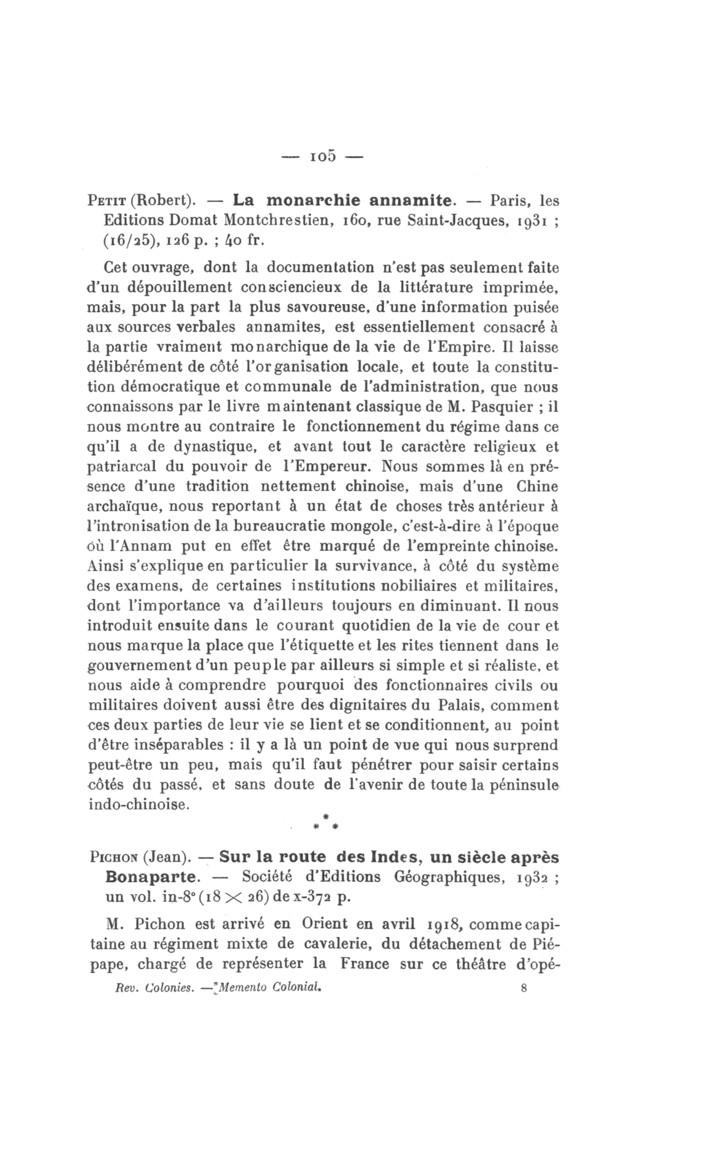 — 105 —
PETIT (Robert). — La monarchie annamite. — Paris, les
Editions Domat Montchrestien, 160, rue Saint-Jacques, 1931 ;
(16/25), 126 p. ; 40 fr.
Cet ouvrage, dont la documentation n'est pas seulement faite
d'un dépouillement consciencieux de la littérature imprimée,
mais, pour la part la plus savoureuse, d'une information puisée
aux sources verbales annamites, est essentiellement consacré à
la partie vraiment monarchique de la vie de l'Empire. Il laisse
délibérément de côté l'organisation locale, et toute la constitu-
tion démocratique et communale de l'administration, que nous
connaissons par le livre maintenant classique de M. Pasquier ; il
nous montre au contraire le fonctionnement du régime dans ce
qu'il a de dynastique, et avant tout le caractère religieux et
patriarcal du pouvoir de l'Empereur. Nous sommes là en pré-
sence d'une tradition nettement chinoise, mais d'une Chine
archaïque, nous reportant à un état de choses très antérieur à
l'intronisation de la bureaucratie mongole, c'est-à-dire à l'époque
où l'Annam put en effet être marqué de l'empreinte chinoise.
Ainsi s'explique en particulier la survivance, à côté du système
des examens, de certaines institutions nobiliaires et militaires,
dont l'importance va d'ailleurs toujours en diminuant. Il nous
introduit ensuite dans le courant quotidien de la vie de cour et
nous marque la place que l'étiquette et les rites tiennent dans le
gouvernement d'un peuple par ailleurs si simple et si réaliste, et
nous aide à comprendre pourquoi des fonctionnaires civils ou
militaires doivent aussi être des dignitaires du Palais, comment
ces deux parties de leur vie se lient et se conditionnent, au point
d'être inséparables : il y a là un point de vue qui nous surprend
peut-être un peu, mais qu'il faut pénétrer pour saisir certains
côtés du passé, et sans doute de l'avenir de toute la péninsule
indo-chinoise.
*
* *
PICHON (Jean). — Sur la route des Indes, un siècle après
Bonaparte. — Société d'Editions Géographiques, 1932 ;
un vol. in-8° (18 × 26) de x-372 p.
M. Pichon est arrivé en Orient en avril 1918, comme capi-
taine au régiment mixte de cavalerie, du détachement de Pié-
pape, chargé de représenter la France sur ce théâtre d'opé-
Rev. Colonies. — Memento Colonial. 8